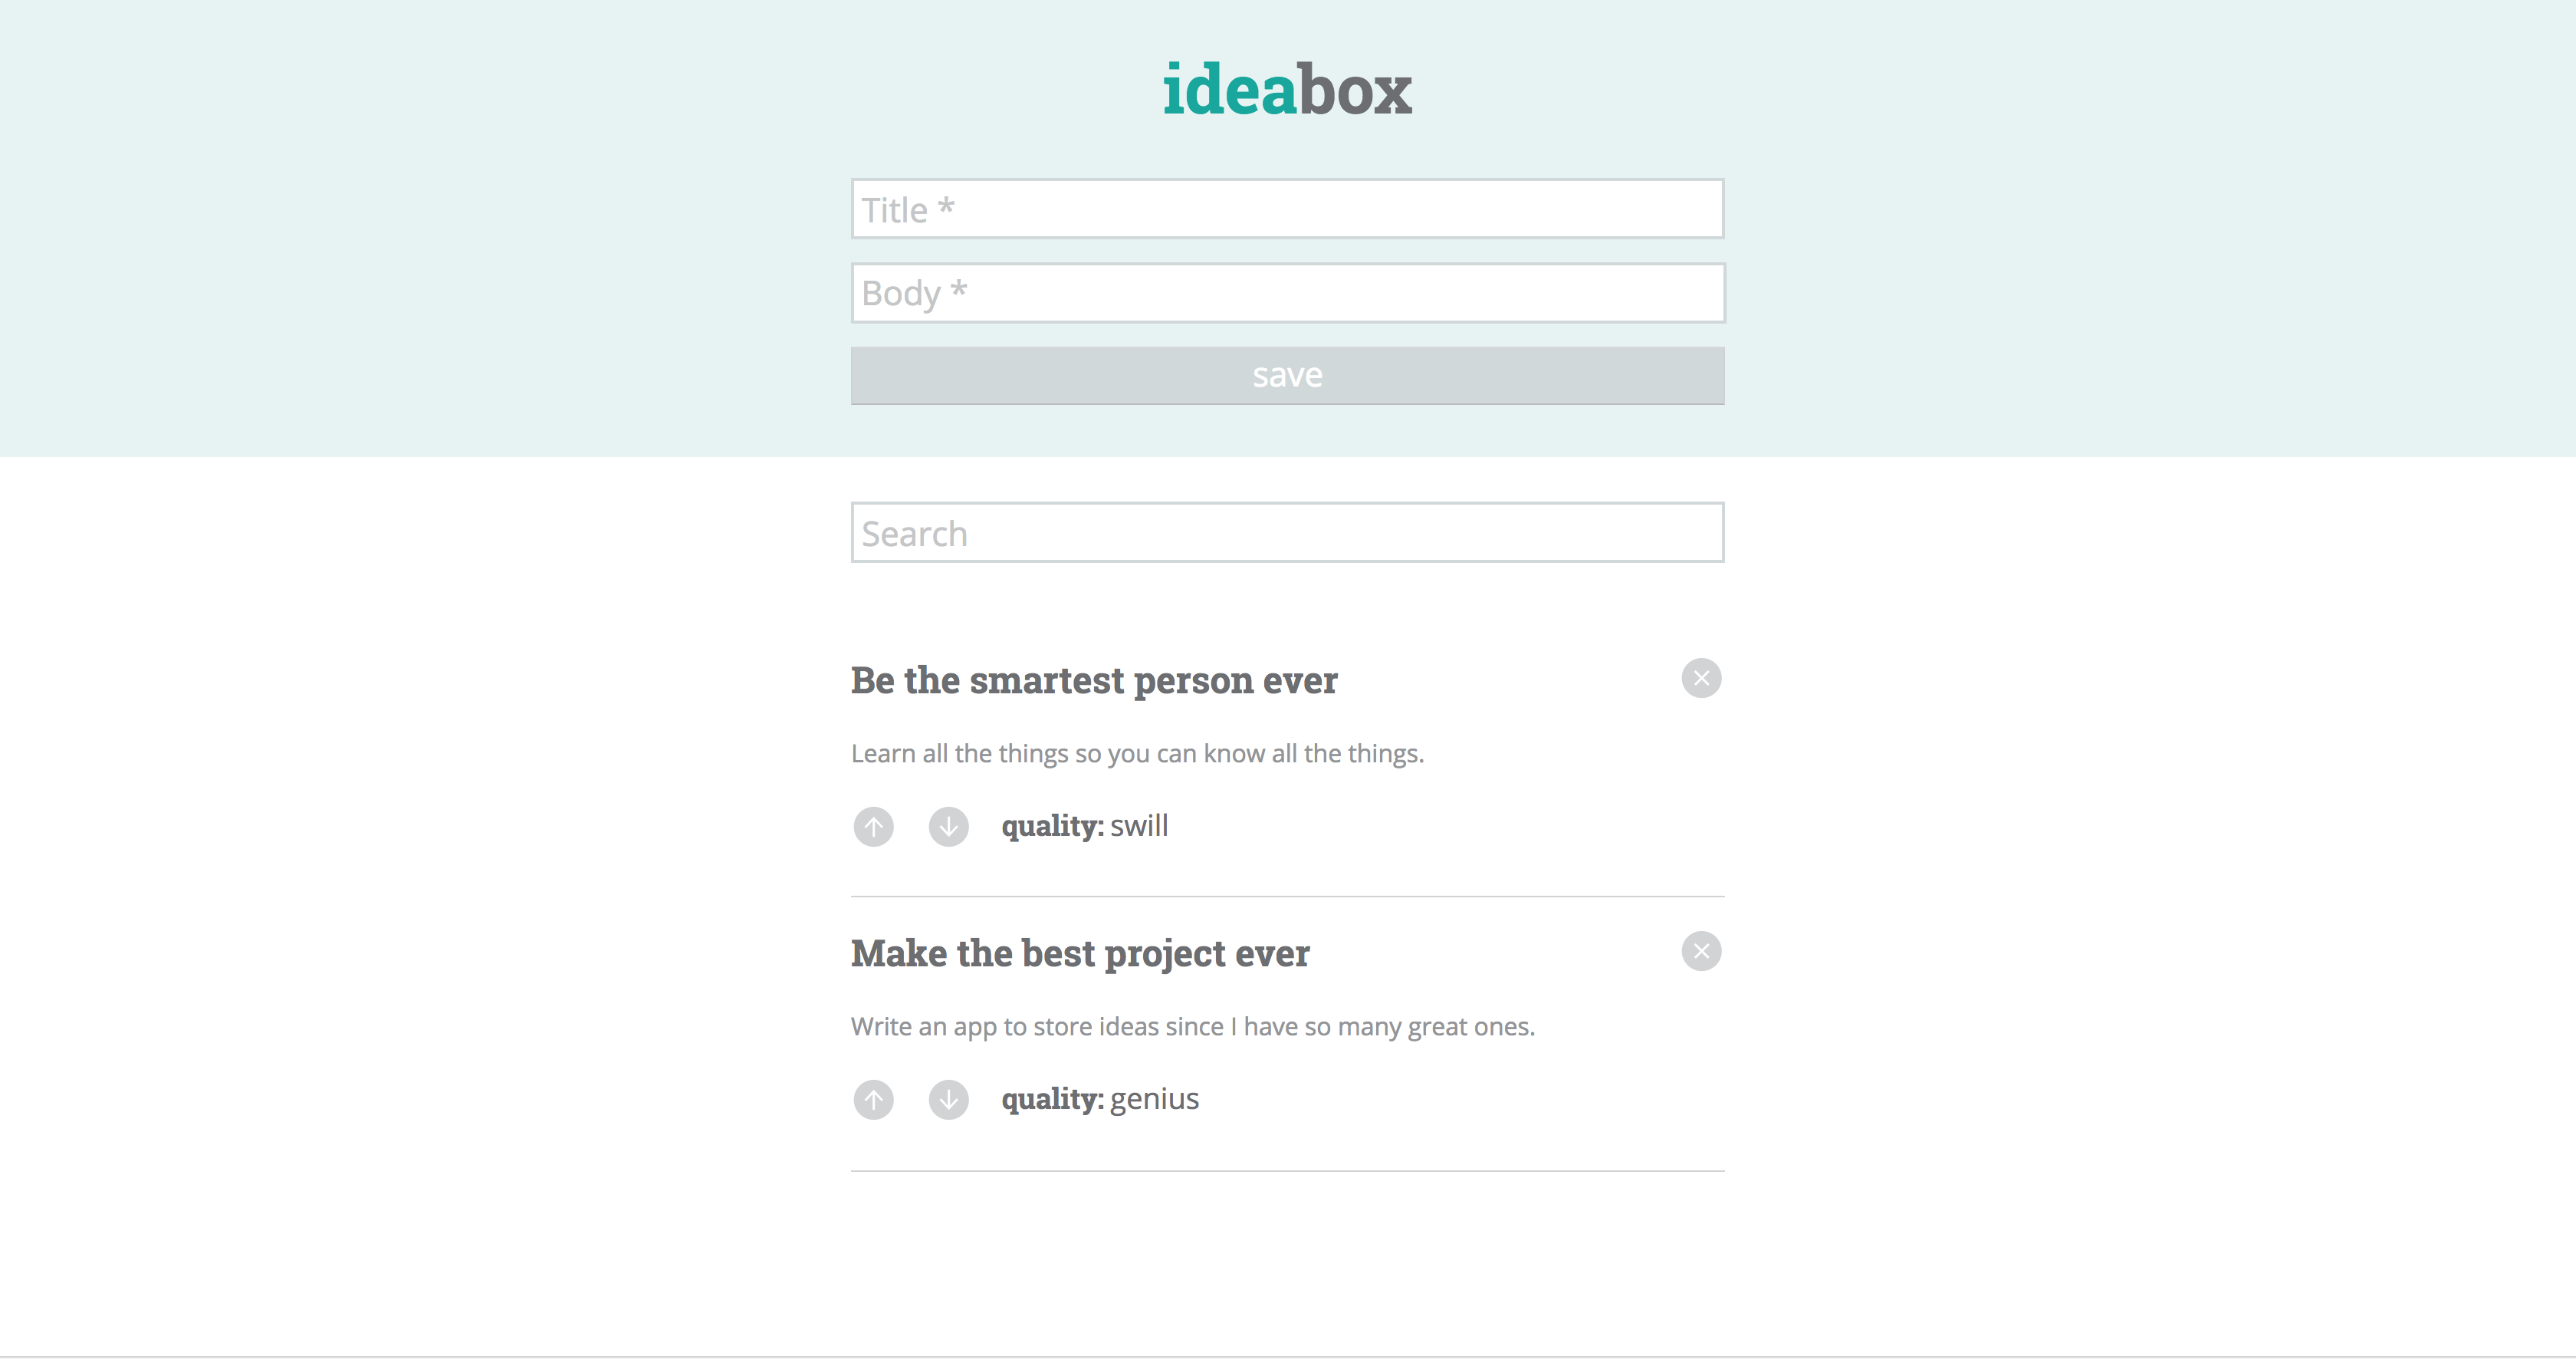 ideabox
Title *
Body *
save
Search
Be the smartest person ever
Learn all the things so you can know all the things.
quality: swill
Make the best project ever
Write an app to store ideas since I have so many great ones.
quality: genius